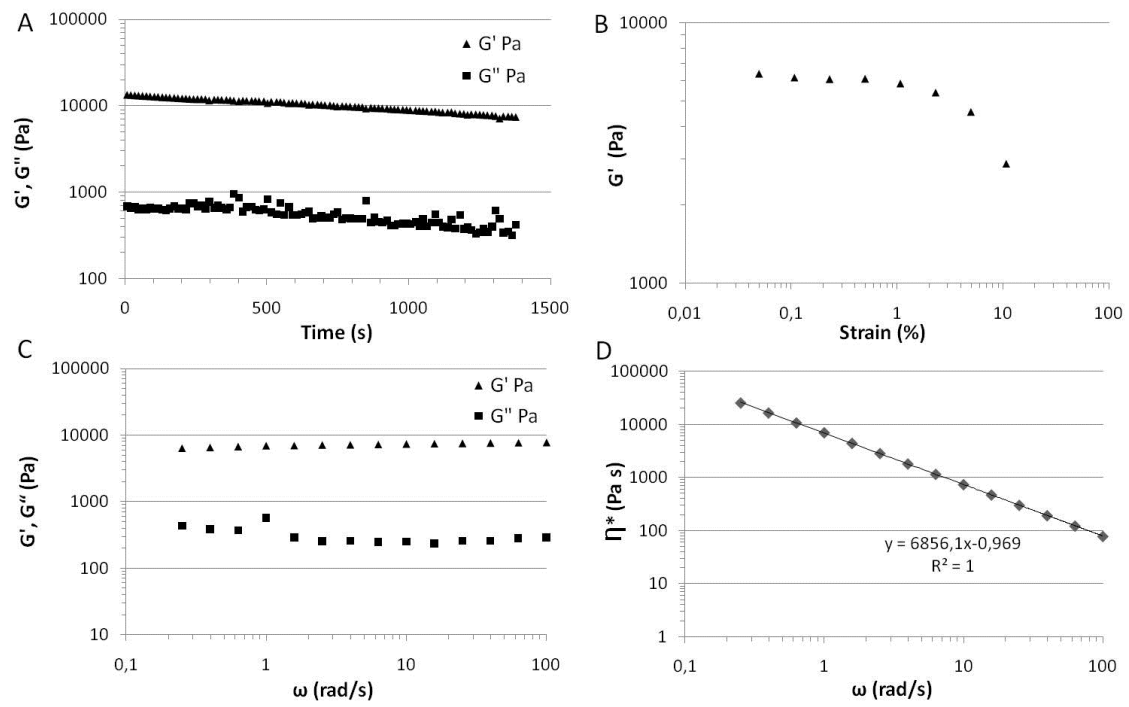 A
100000
10000
1000
100
G', G" (Pa)
▲ G' Pa
■ G" Pa
0
500
1000
1500
Time (s)
B
10000
1000
G' (Pa)
0,01
0,1
1
10
100
Strain (%)
C
100000
10000
1000
100
10
G', G“ (Pa)
▲ G' Pa
■ G" Pa
0,1
1
10
100
ω (rad/s)
D
100000
10000
1000
100
10
1
η* (Pa s)
y = 6856,1x-0,969
R² = 1
0,1
1
10
100
ω (rad/s)